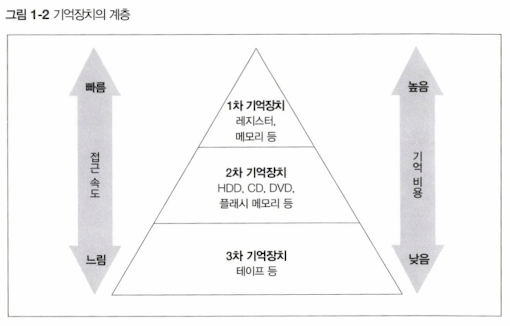 그림 1-2 기억장치의 계층
빠름
접근 속도
느림
1차 기억장치
레지스터,
메모리 등
2차 기억장치
HDD, CD, DVD,
플래시 메모리 등
3차 기억장치
테이프 등
높음
기억 비용
낮음